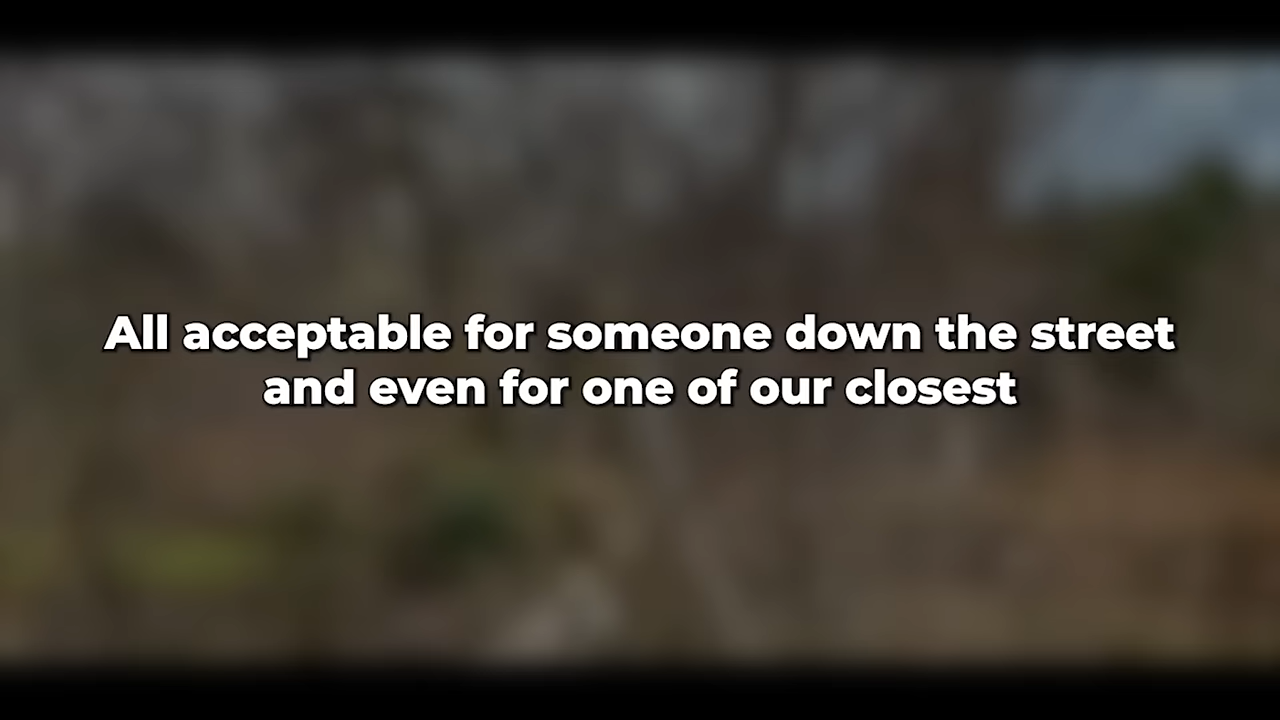 All acceptable for someone down the street
and even for one of our closest